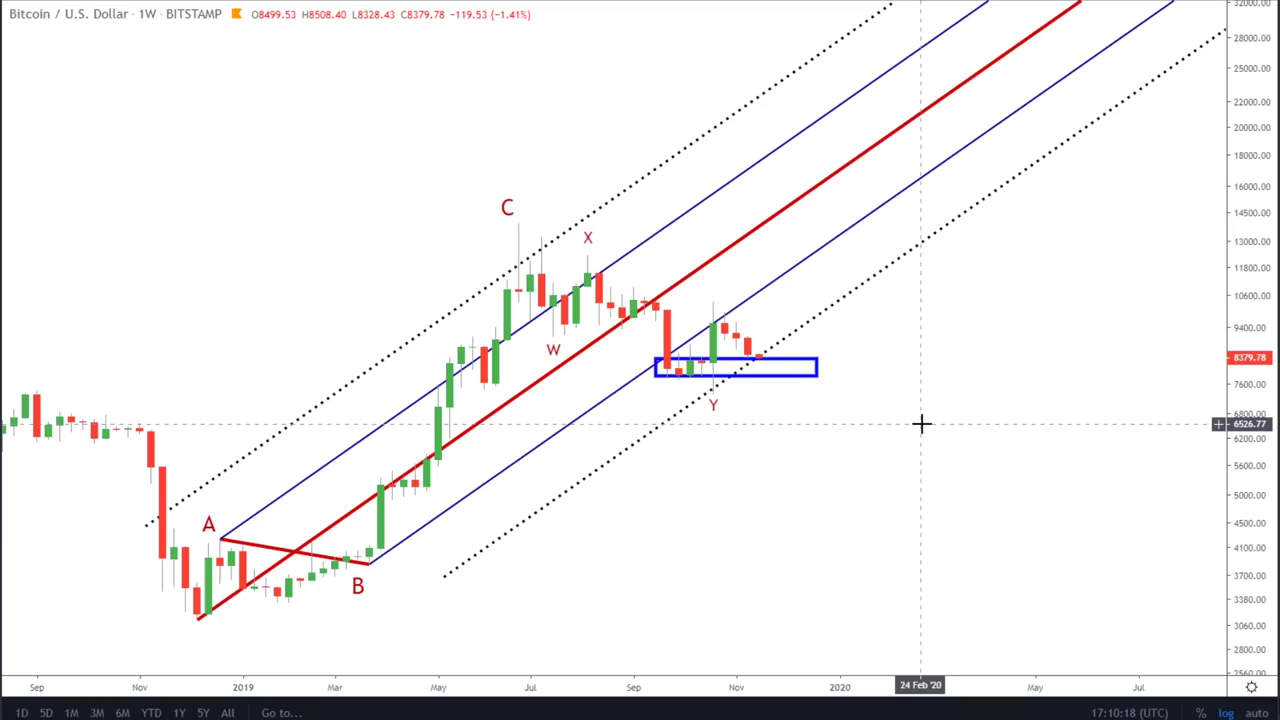 Bitcoin / U.S. Dollar · 1W · BITSTAMP O8499.53 H8508.40 L8328.43 C8379.78 −119.53 (−1.41%)
32000.00
28000.00
25000.00
22000.00
20000.00
18000.00
16000.00
14500.00
13000.00
11800.00
10600.00
9400.00
8379.78
7600.00
6800.00
6526.77
6200.00
5600.00
5000.00
4500.00
4100.00
3700.00
3380.00
3060.00
2800.00
2560.00
C
X
W
Y
A
B
Sep Nov 2019 Mar May Jul Sep Nov 2020 24 Feb '20 May Jul
1D 5D 1M 3M 6M YTD 1Y 5Y All Go to... 17:10:18 (UTC) % log auto